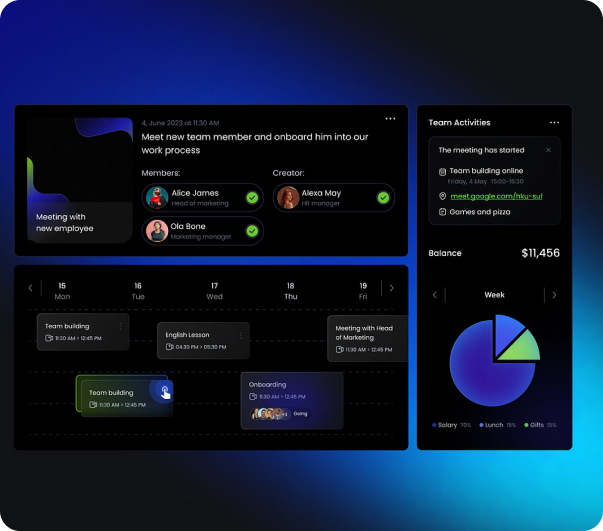 4, June 2023 at 11:30 AM
Meet new team member and onboard him into our
work process
Meeting with
new employee
Members:
Creator:
Alice James
Head of marketing
Alexa May
HR manager
Ola Bone
Marketing manager
15
16
17
18
19
Mon
Tue
Wed
Thu
Fri
Team building
11:30 AM > 12:45 PM
English Lesson
04:30 PM > 05:30 PM
Meeting with Head
of Marketing
11:30 AM > 12:45 PM
Team building
11:30 AM > 12:45 PM
Onboarding
11:30 AM > 12:45 PM
+3
Going
Team Activities
The meeting has started
Team building online
Friday, 4 May 15:00-16:30
meet.google.com/hku-sul
Games and pizza
Balance
$11,456
Week
Salary 70%
Lunch 15%
Gifts 15%